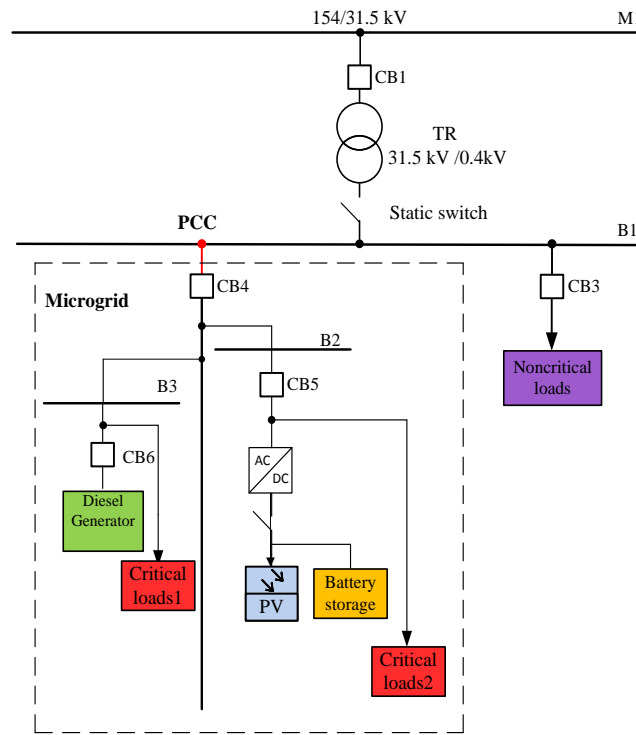 154/31.5 kV
M1
CB1
TR
31.5 kV /0.4kV
Static switch
PCC
B1
CB4
CB3
Microgrid
B2
Noncritical
loads
B3
CB5
CB6
AC
DC
Diesel
Generator
Critical
loads1
PV
Battery
storage
Critical
loads2